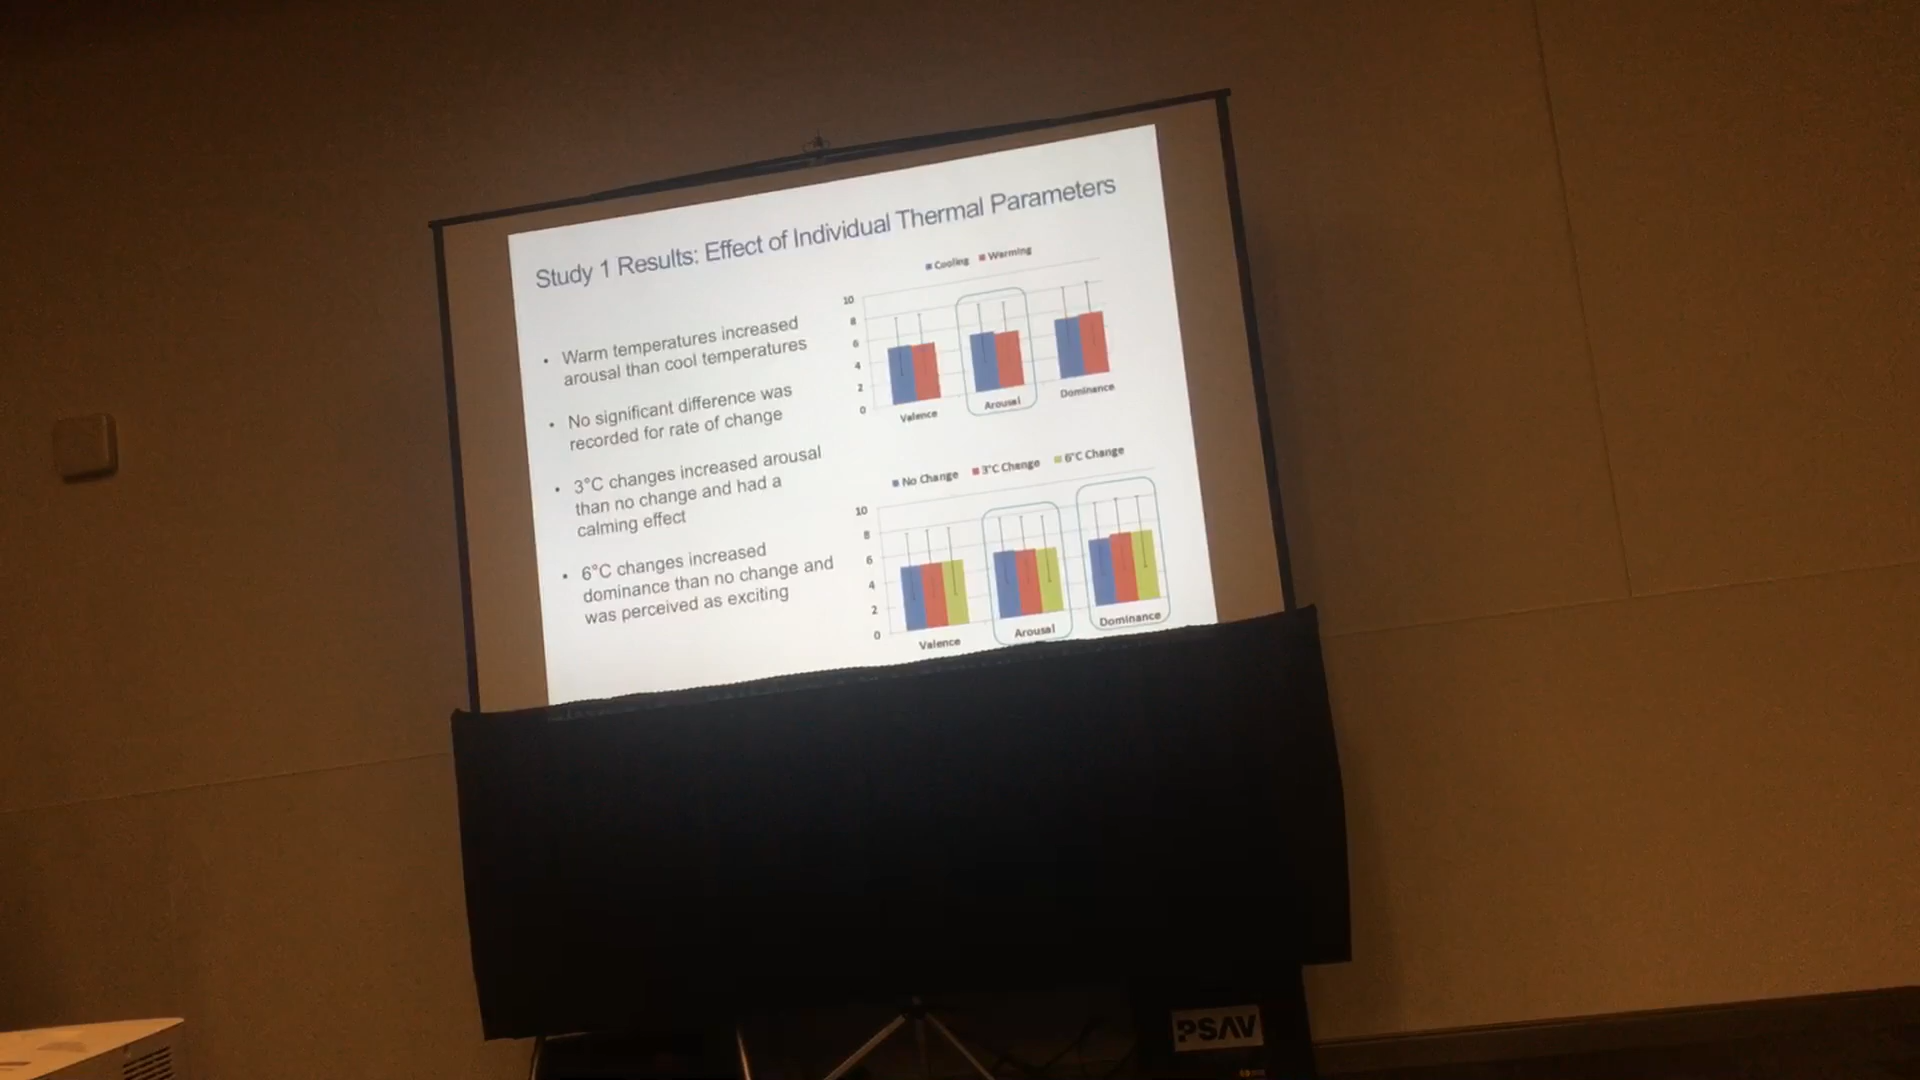 Study 1 Results: Effect of Individual Thermal Parameters
• Warm temperatures increased
arousal than cool temperatures
• No significant difference was
recorded for rate of change
• 3°C changes increased arousal
than no change and had a
calming effect
• 6°C changes increased
dominance than no change and
was perceived as exciting
Cooling Warming
10
8
6
4
2
0
Valence Arousal Dominance
No Change 3°C Change 6°C Change
10
8
6
4
2
0
Valence Arousal Dominance
PSAV